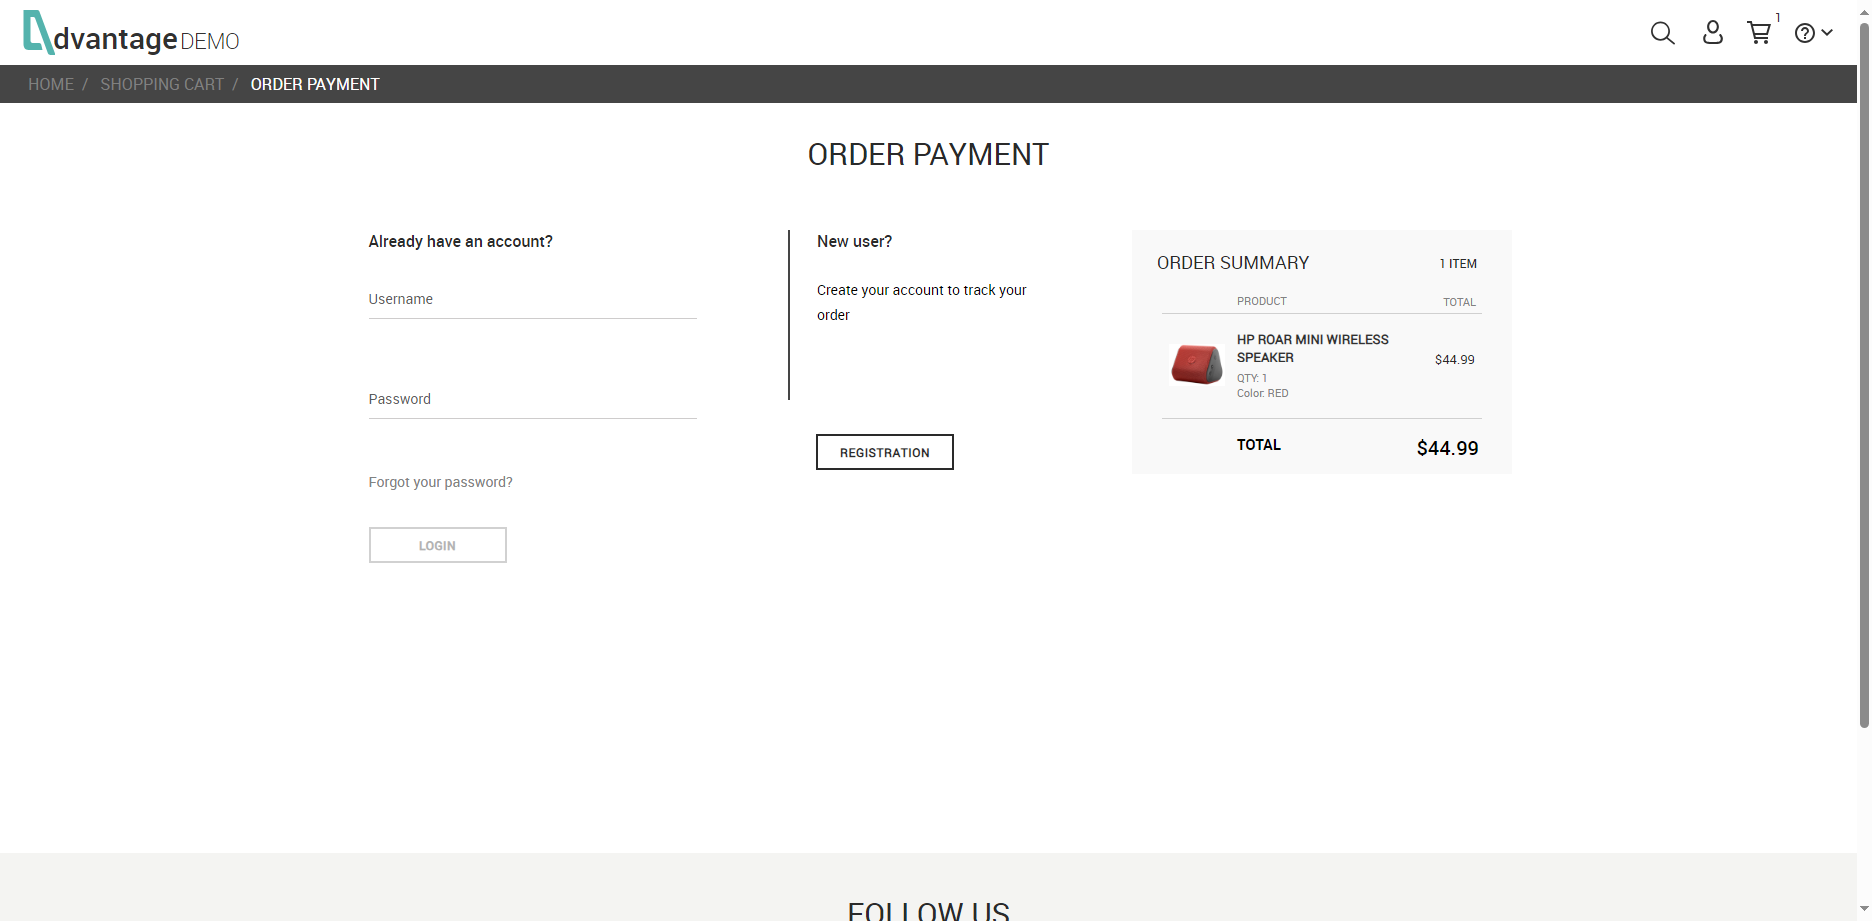 dvantage DEMO
1
HOME / SHOPPING CART / ORDER PAYMENT
ORDER PAYMENT
Already have an account?
Username
Password
Forgot your password?
LOGIN
New user?
Create your account to track your
order
REGISTRATION
ORDER SUMMARY 1 ITEM
PRODUCT TOTAL
HP ROAR MINI WIRELESS
SPEAKER
$44.99
QTY: 1
Color: RED
TOTAL $44.99
FOLLOW US